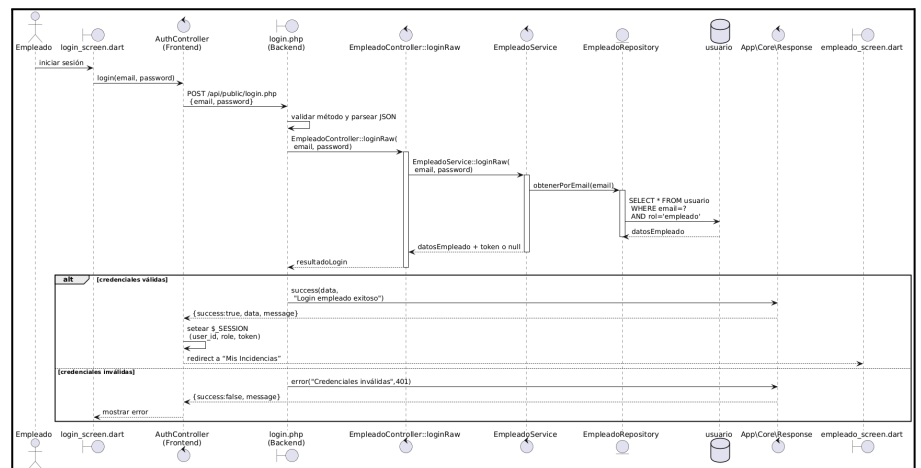 Empleado
login_screen.dart
AuthController
(Frontend)
login.php
(Backend)
EmpleadoController::loginRaw
EmpleadoService
EmpleadoRepository
usuario
App\Core\Response
empleado_screen.dart
iniciar sesión
login(email, password)
POST /api/public/login.php
{email, password}
validar método y parsear JSON
EmpleadoController::loginRaw(
email, password)
EmpleadoService::loginRaw(
email, password)
obtenerPorEmail(email)
SELECT * FROM usuario
WHERE email=?
AND rol='empleado'
datosEmpleado
datosEmpleado + token o null
resultadoLogin
alt
[credenciales válidas]
success(data,
"Login empleado exitoso")
{success:true, data, message}
setear $_SESSION
(user_id, role, token)
redirect a "Mis Incidencias"
[credenciales inválidas]
error("Credenciales inválidas",401)
{success:false, message}
mostrar error
Empleado
login_screen.dart
AuthController
(Frontend)
login.php
(Backend)
EmpleadoController::loginRaw
EmpleadoService
EmpleadoRepository
usuario
App\Core\Response
empleado_screen.dart